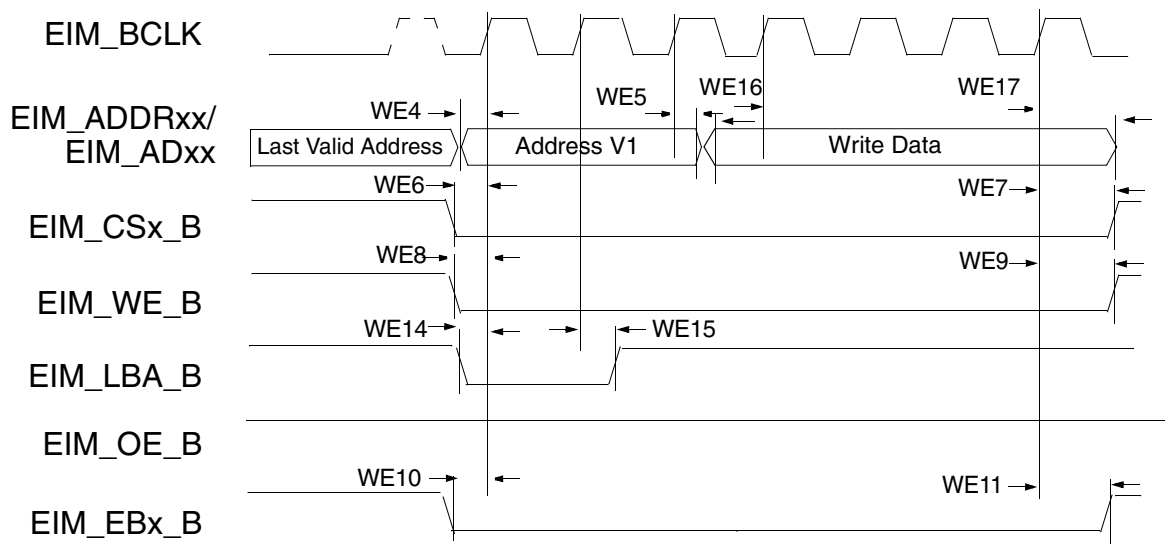 EIM_BCLK
WE4
WE5
WE16
WE17
EIM_ADDRxx/
EIM_ADxx
Last Valid Address
Address V1
Write Data
WE6
WE7
EIM_CSx_B
WE8
WE9
EIM_WE_B
WE14
WE15
EIM_LBA_B
EIM_OE_B
WE10
WE11
EIM_EBx_B